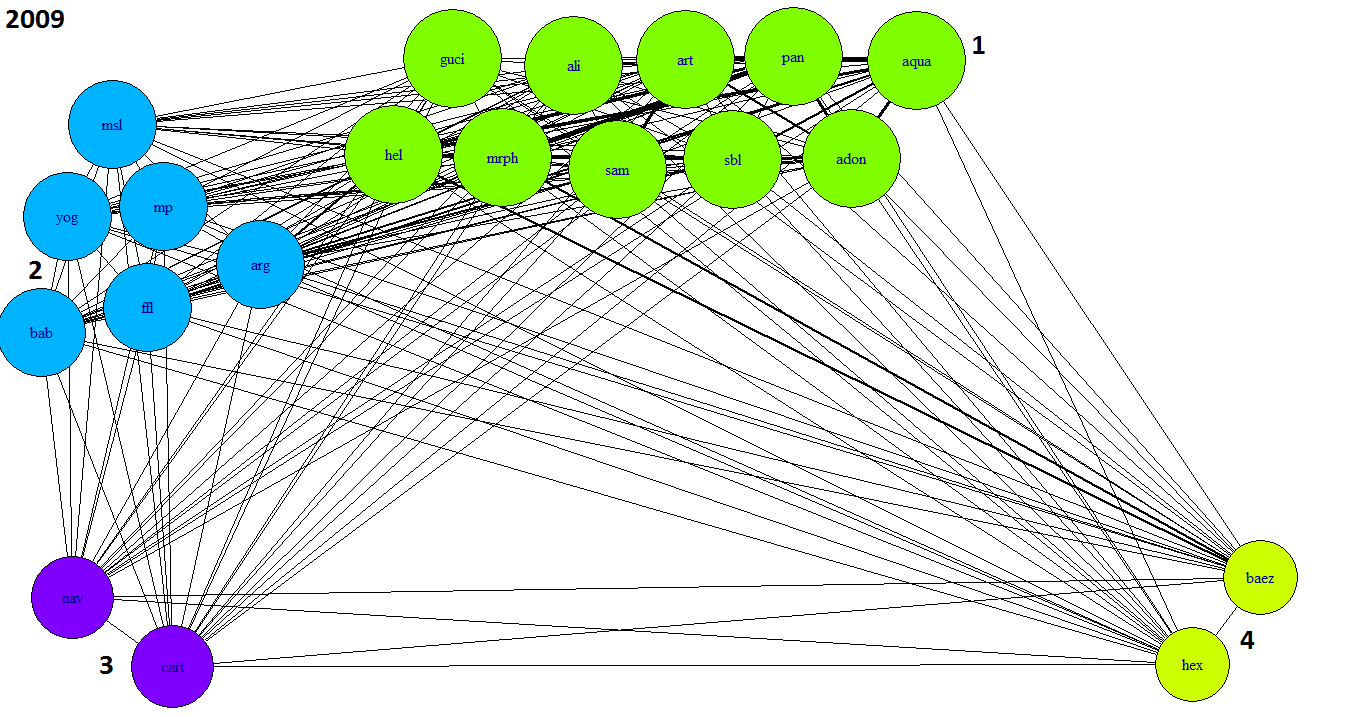 2009
guci
ali
art
pan
aqua
1
msl
hel
mrph
sam
sbl
adon
yog
mp
arg
2
ffl
bab
nav
cart
3
baez
4
hex